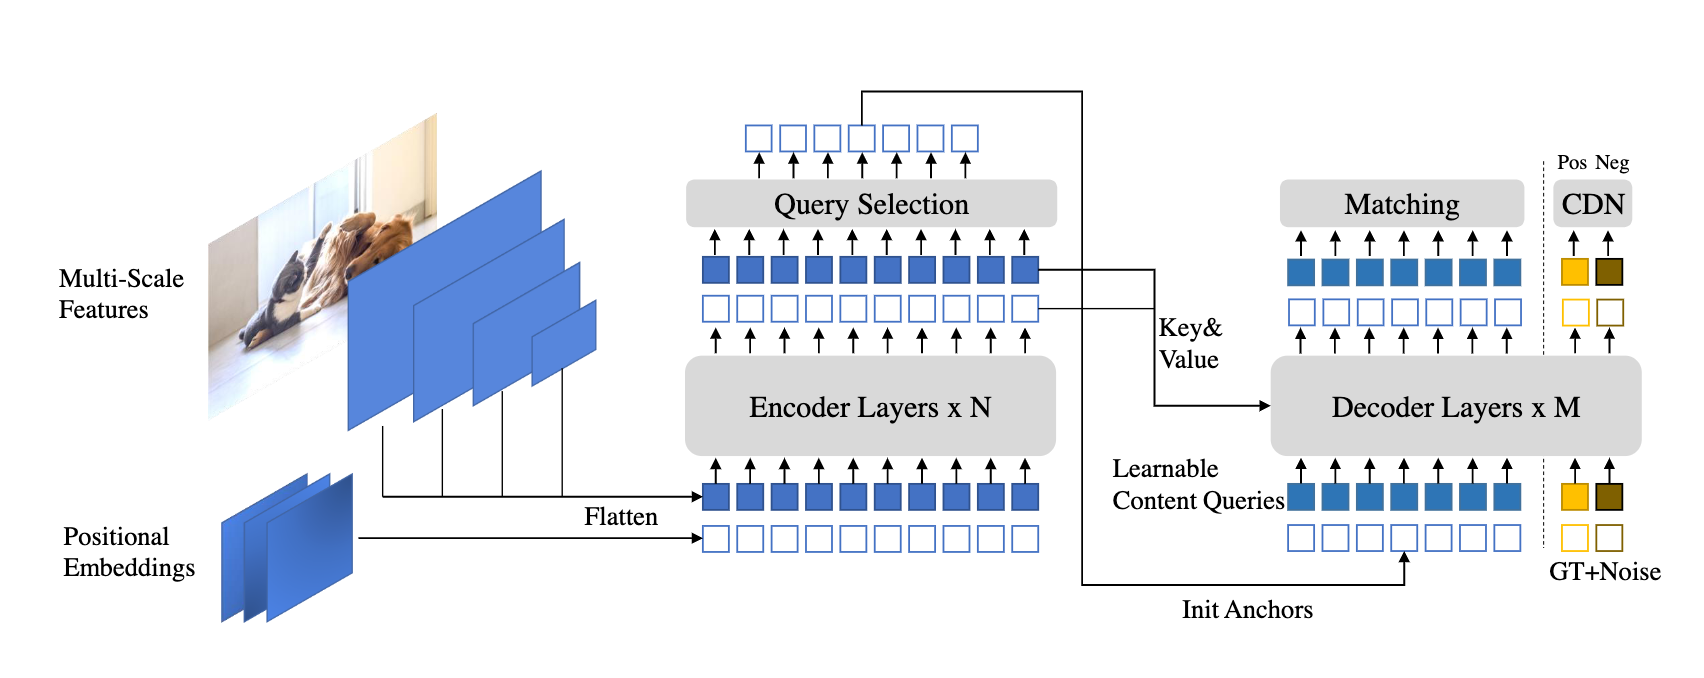 Multi-Scale
Features
Positional
Embeddings
Flatten
Query Selection
Encoder Layers x N
Key&
Value
Learnable
Content Queries
Init Anchors
Matching
Pos Neg
CDN
Decoder Layers x M
GT+Noise